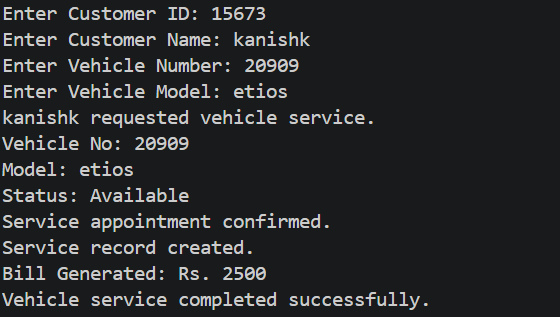 Enter Customer ID: 15673
Enter Customer Name: kanishk
Enter Vehicle Number: 20909
Enter Vehicle Model: etios
kanishk requested vehicle service.
Vehicle No: 20909
Model: etios
Status: Available
Service appointment confirmed.
Service record created.
Bill Generated: Rs. 2500
Vehicle service completed successfully.